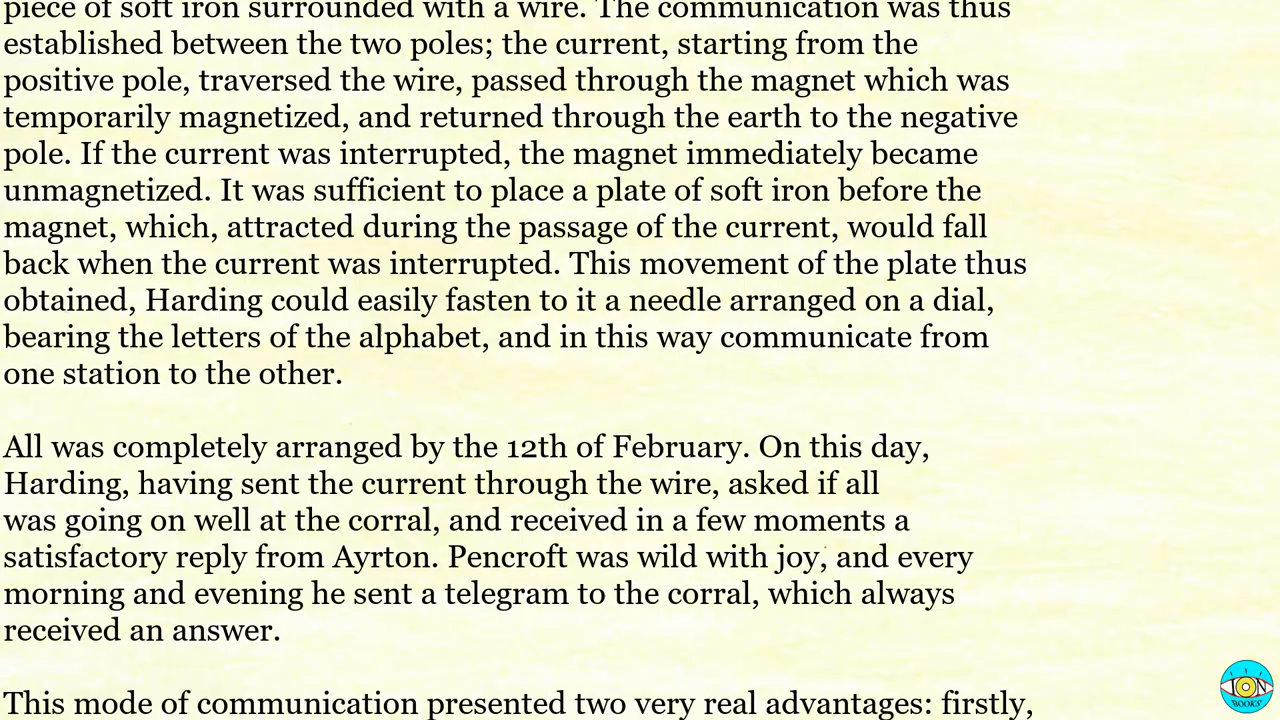 piece of soft iron surrounded with a wire. The communication was thus
established between the two poles; the current, starting from the
positive pole, traversed the wire, passed through the magnet which was
temporarily magnetized, and returned through the earth to the negative
pole. If the current was interrupted, the magnet immediately became
unmagnetized. It was sufficient to place a plate of soft iron before the
magnet, which, attracted during the passage of the current, would fall
back when the current was interrupted. This movement of the plate thus
obtained, Harding could easily fasten to it a needle arranged on a dial,
bearing the letters of the alphabet, and in this way communicate from
one station to the other.
All was completely arranged by the 12th of February. On this day,
Harding, having sent the current through the wire, asked if all
was going on well at the corral, and received in a few moments a
satisfactory reply from Ayrton. Pencroft was wild with joy, and every
morning and evening he sent a telegram to the corral, which always
received an answer.
This mode of communication presented two very real advantages: firstly,
ION
BOOKS